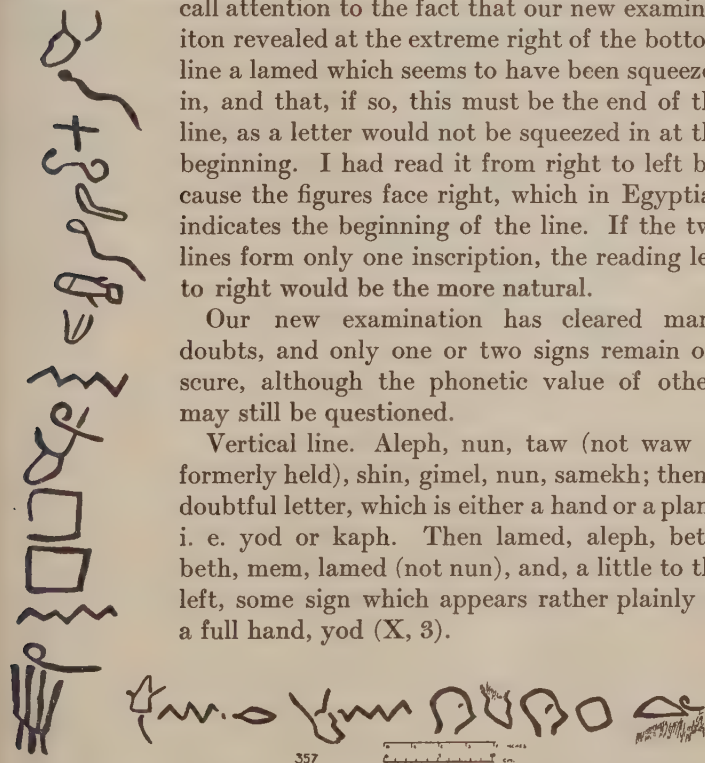 call attention to the fact that our new examin
iton revealed at the extreme right of the botto
line a lamed which seems to have been squeeze
in, and that, if so, this must be the end of th
line, as a letter would not be squeezed in at th
beginning. I had read it from right to left b
cause the figures face right, which in Egyptia
indicates the beginning of the line. If the tw
lines form only one inscription, the reading le
to right would be the more natural.
Our new examination has cleared man
doubts, and only one or two signs remain o
scure, although the phonetic value of othe
may still be questioned.
Vertical line. Aleph, nun, taw (not waw
formerly held), shin, gimel, nun, samekh; then
doubtful letter, which is either a hand or a plan
i. e. yod or kaph. Then lamed, aleph, bet
beth, mem, lamed (not nun), and, a little to th
left, some sign which appears rather plainly
a full hand, yod (X, 3).
357